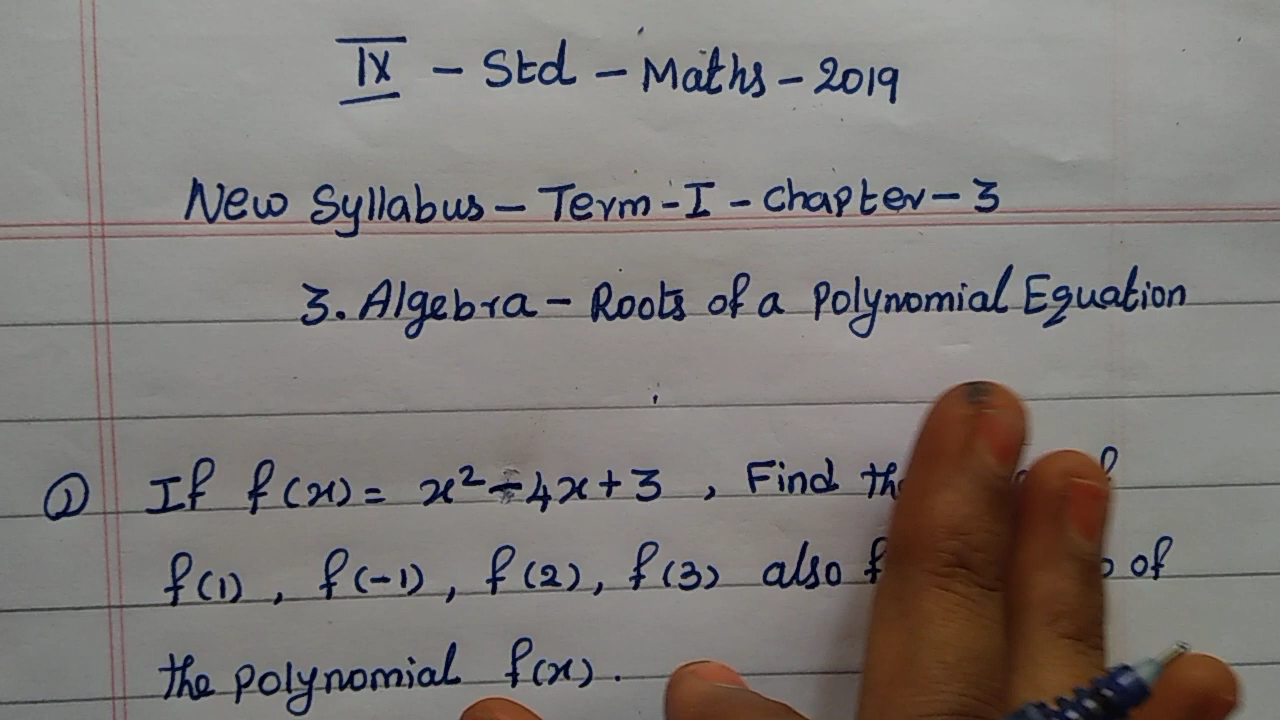 IX - Std - Maths - 2019
New Syllabus - Term - I - Chapter - 3
3. Algebra - Roots of a Polynomial Equation
① If f(x) = x² - 4x + 3 , Find of
f(1) , f(-1) , f(2), f(3) also of
the polynomial f(x).